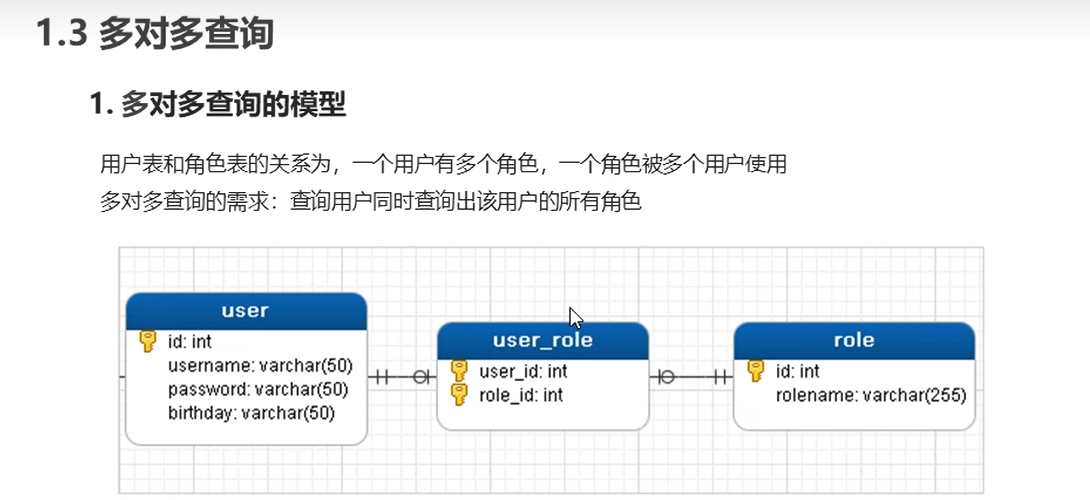 1.3 多对多查询
1. 多对多查询的模型
用户表和角色表的关系为，一个用户有多个角色，一个角色被多个用户使用
多对多查询的需求：查询用户同时查询出该用户的所有角色
user
id: int
username: varchar(50)
password: varchar(50)
birthday: varchar(50)
user_role
user_id: int
role_id: int
role
id: int
rolename: varchar(255)